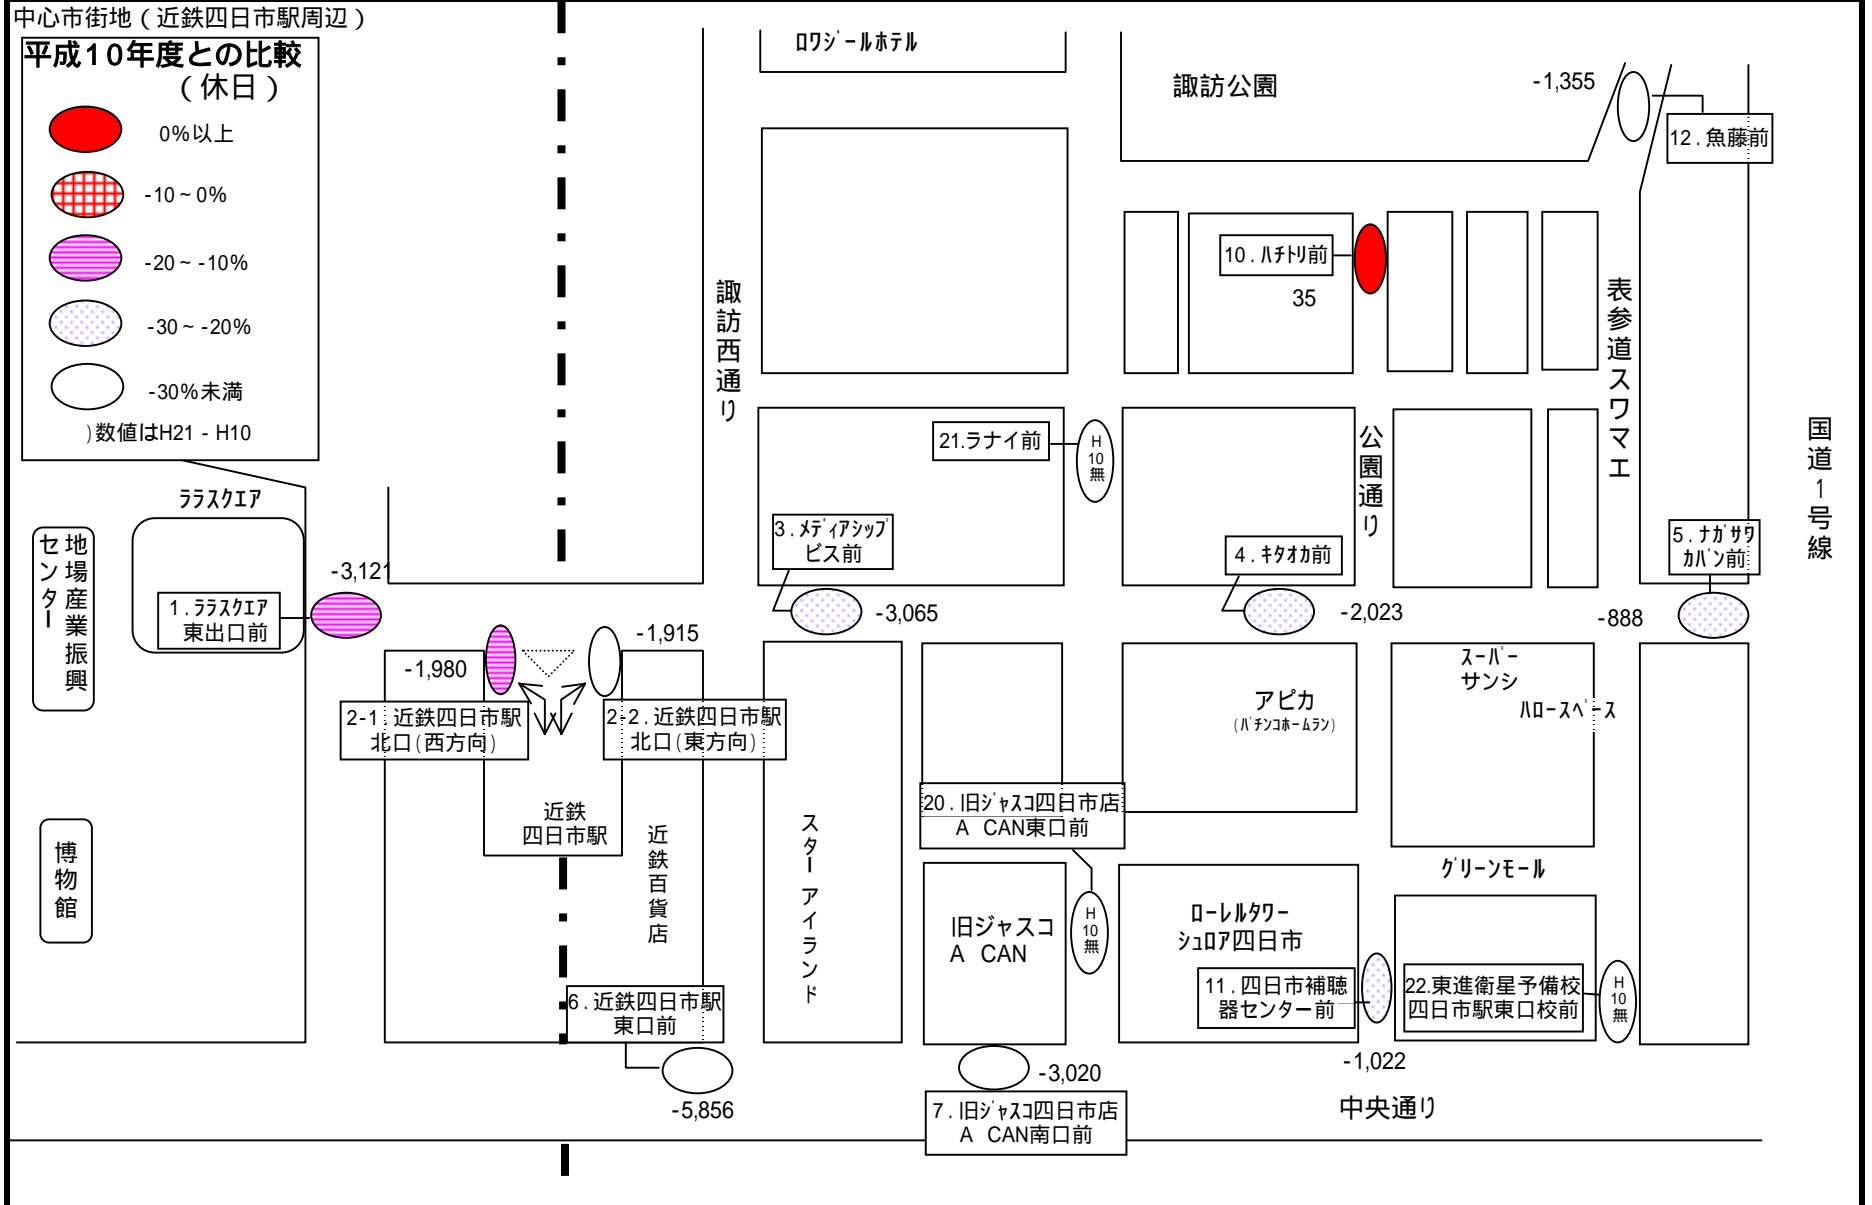 中心市街地（近鉄四日市駅周辺）
平成10年度との比較
（休日）
0%以上
-10～0%
-20～-10%
-30～-20%
-30%未満
)数値はH21 - H10
ﾛﾜｼﾞｰﾙﾎﾃﾙ
諏訪公園
-1,355
12．魚藤前
10．ﾊﾁﾄﾘ前
35
諏訪西通り
表参道スワマエ
公園通り
国道1号線
21.ラナイ前
H
10
無
3．ﾒﾃﾞｨｱｼｯﾌﾟ
ビス前
-3,065
4．ｷﾀｵｶ前
-2,023
5．ﾅｶﾞｻﾜ
ｶﾊﾞﾝ前
-888
ﾗﾗｽｸｴｱ
地場産業振興
センター
1．ﾗﾗｽｸｴｱ
東出口前
-3,121
-1,980
-1,915
2-1．近鉄四日市駅
北口(西方向)
2-2．近鉄四日市駅
北口(東方向)
近鉄
四日市駅
近鉄百貨店
スターアイランド
博物館
アピカ
(ﾊﾟﾁﾝｺﾎｰﾑﾗﾝ)
ｽｰﾊﾟｰ
サンシ
ﾊﾛｰｽﾍﾟｰｽ
20．旧ｼﾞｬｽｺ四日市店
A CAN東口前
ｸﾞﾘｰﾝﾓｰﾙ
旧ジャスコ
A CAN
H
10
無
ﾛｰﾚﾙﾀﾜｰ
ｼｭﾛｱ四日市
11．四日市補聴
器センター前
-1,022
22.東進衛星予備校
四日市駅東口校前
H
10
無
6．近鉄四日市駅
東口前
-5,856
-3,020
7．旧ｼﾞｬｽｺ四日市店
A CAN南口前
中央通り